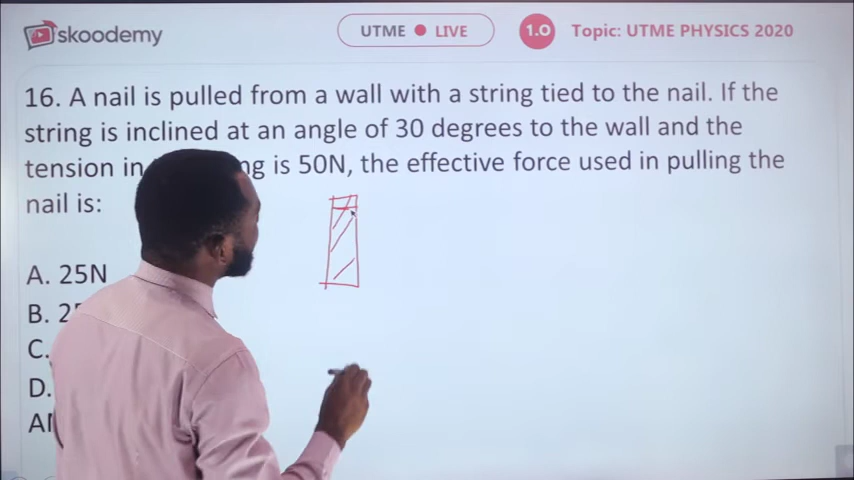 skoodemy
UTME LIVE
1.0
Topic: UTME PHYSICS 2020
16. A nail is pulled from a wall with a string tied to the nail. If the
string is inclined at an angle of 30 degrees to the wall and the
tension in g is 50N, the effective force used in pulling the
nail is:
A. 25N
B. 2
C.
D.